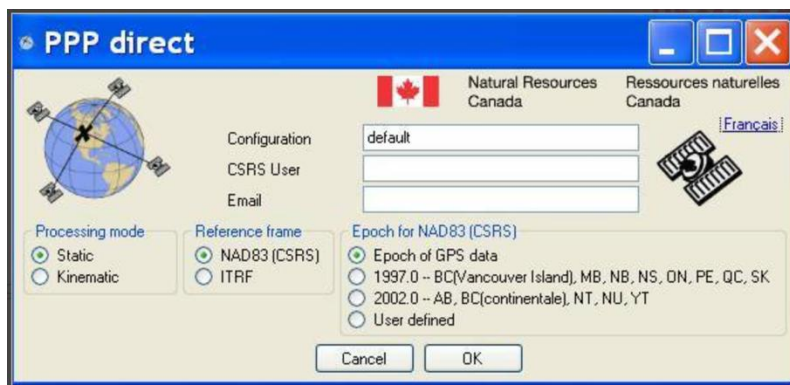 PPP direct
Natural Resources Canada
Ressources naturelles Canada
Français
Configuration
default
CSRS User
Email
Processing mode
Static
Kinematic
Reference frame
NAD83 (CSRS)
ITRF
Epoch for NAD83 (CSRS)
Epoch of GPS data
1997.0 -- BC(Vancouver Island), MB, NB, NS, ON, PE, QC, SK
2002.0 -- AB, BC(continentale), NT, NU, YT
User defined
Cancel
OK